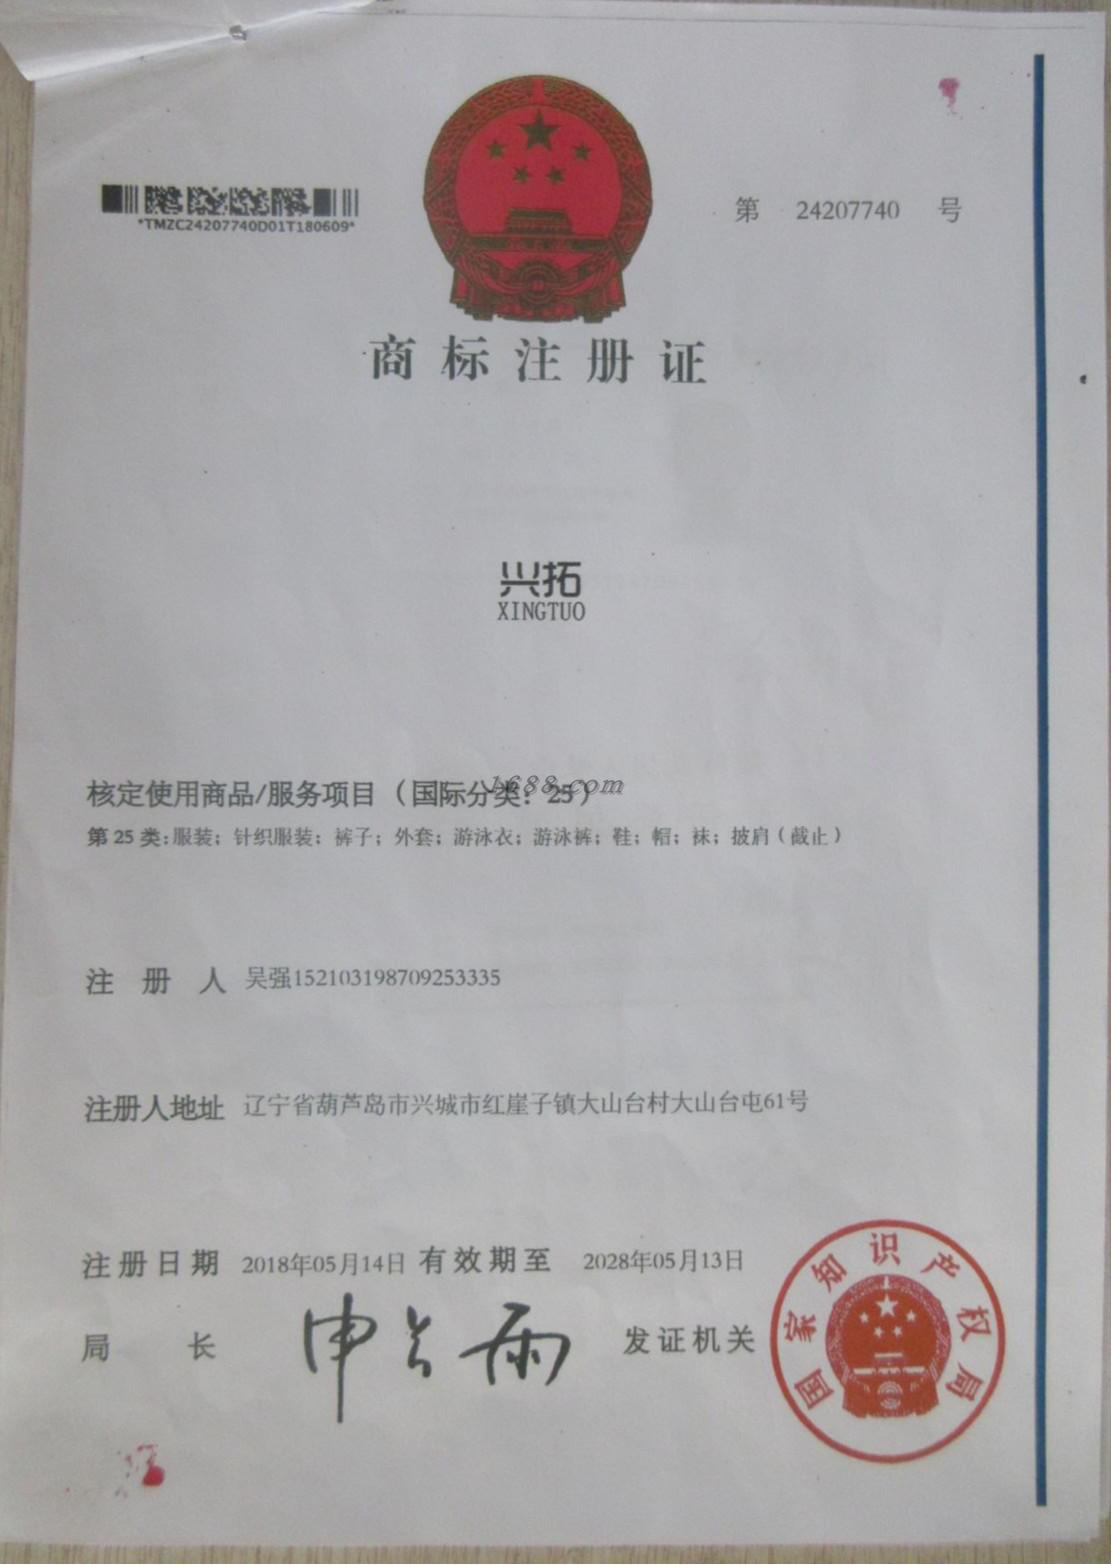 *TMZC24207740D01T180609*
第 24207740 号
商标注册证
兴拓
XINGTUO
核定使用商品/服务项目（国际分类：25）
1688.com
第25类:服装；针织服装；裤子；外套；游泳衣；游泳裤；鞋；帽；袜；披肩（截止）
注册人 吴强152103198709253335
注册人地址 辽宁省葫芦岛市兴城市红崖子镇大山台村大山台屯61号
注册日期 2018年05月14日 有效期至 2028年05月13日
局长 申长雨 发证机关
国家知识产权局